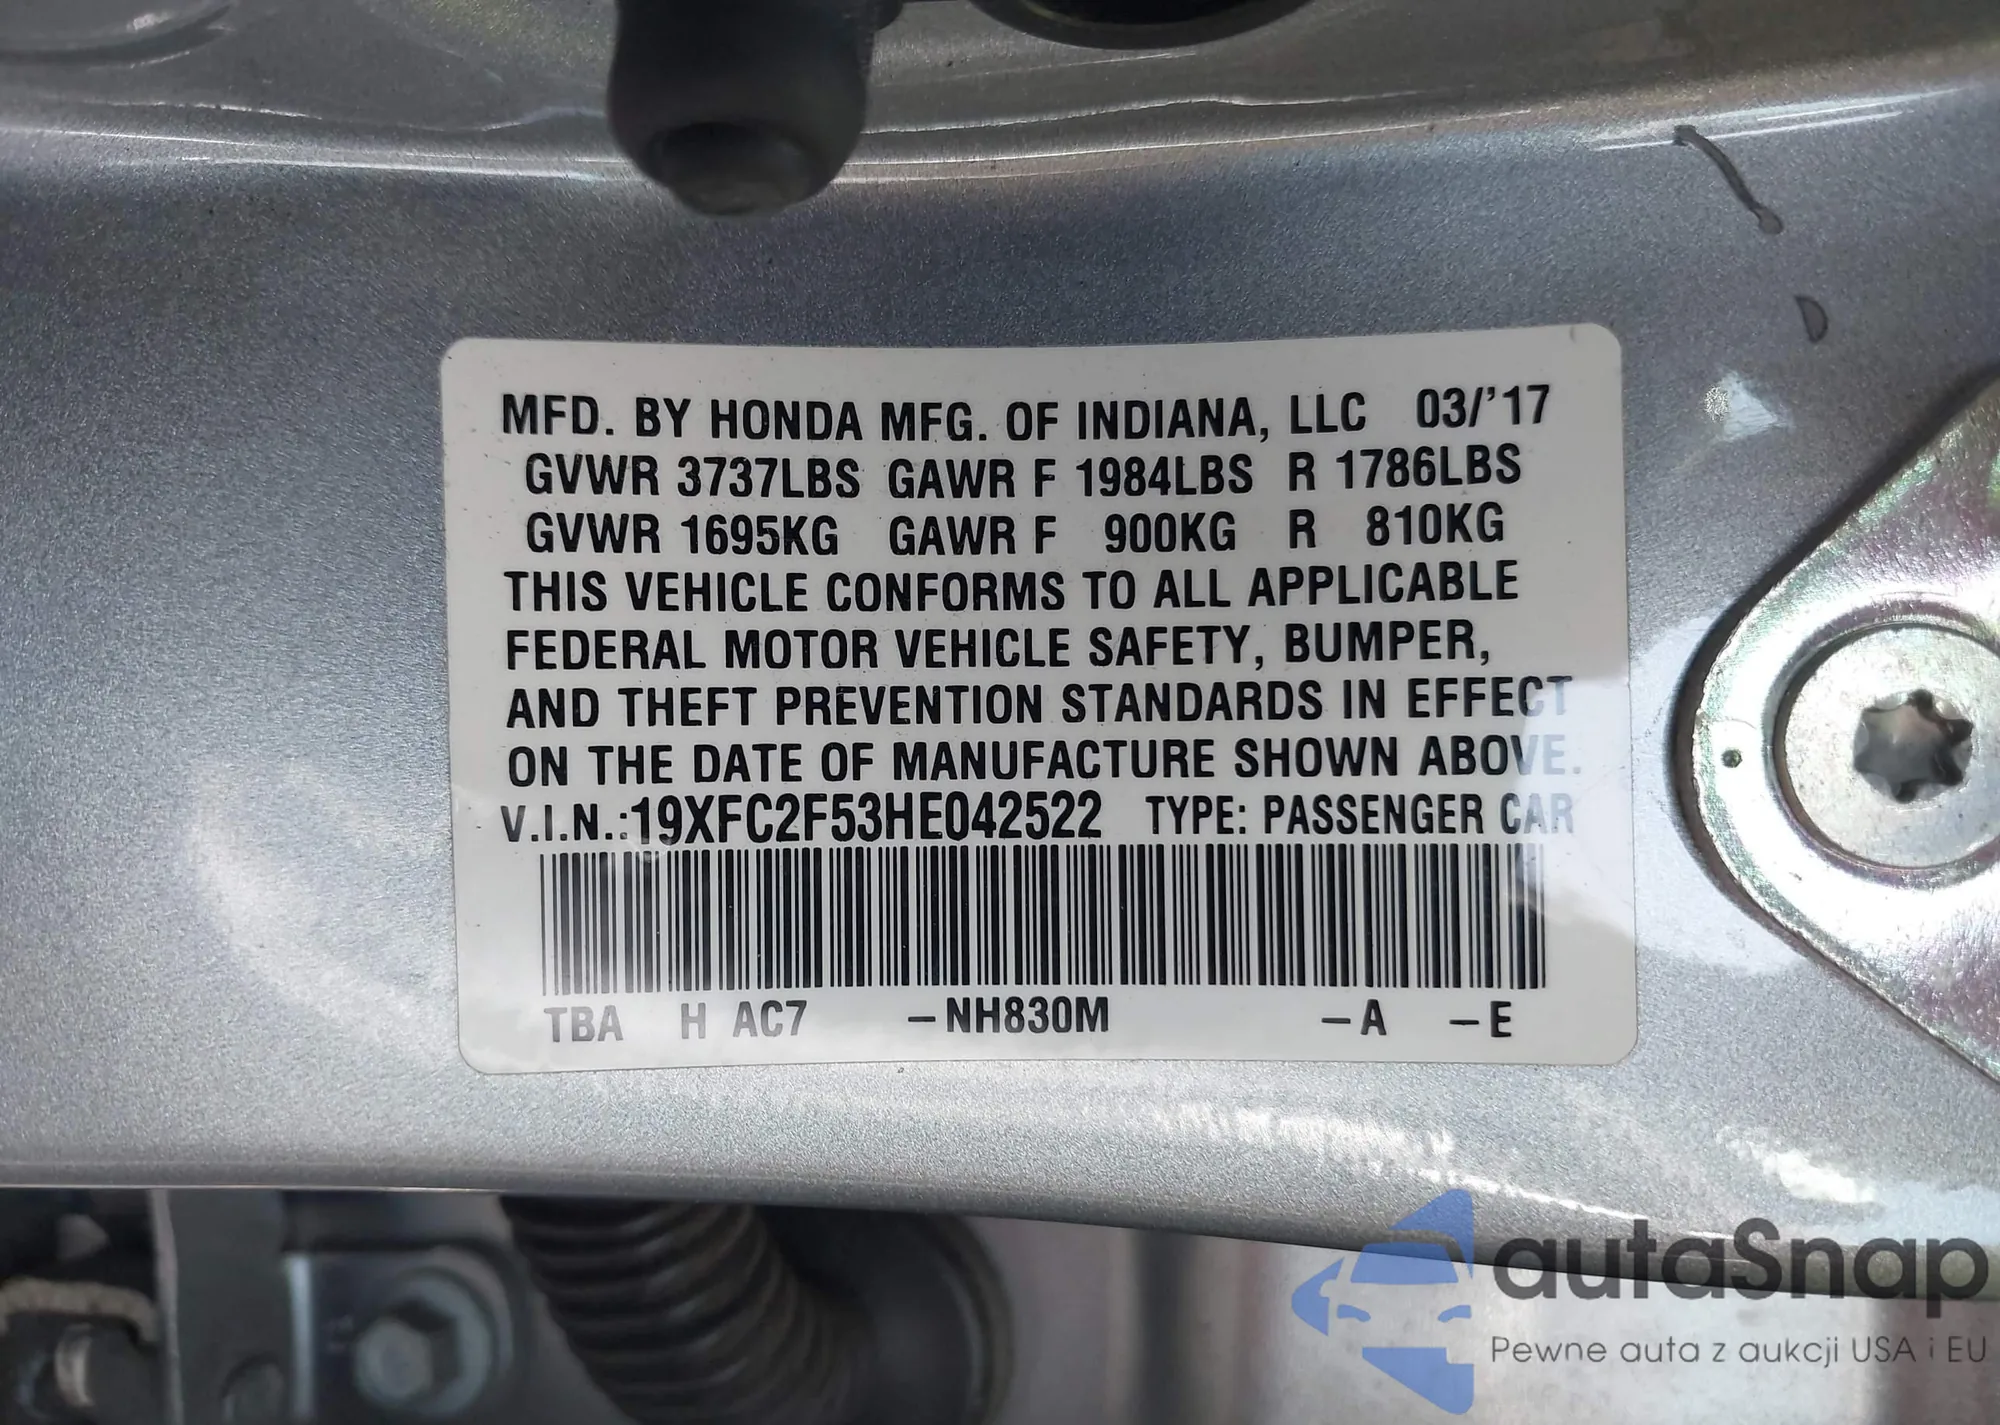 MFD. BY HONDA MFG. OF INDIANA, LLC 03/'17
GVWR 3737LBS GAWR F 1984LBS R 1786LBS
GVWR 1695KG GAWR F 900KG R 810KG
THIS VEHICLE CONFORMS TO ALL APPLICABLE
FEDERAL MOTOR VEHICLE SAFETY, BUMPER,
AND THEFT PREVENTION STANDARDS IN EFFECT
ON THE DATE OF MANUFACTURE SHOWN ABOVE.
V.I.N.:19XFC2F53HE042522 TYPE: PASSENGER CAR
TBA H AC7 –NH830M –A –E
autaSnap
Pewne auta z aukcji USA i EU